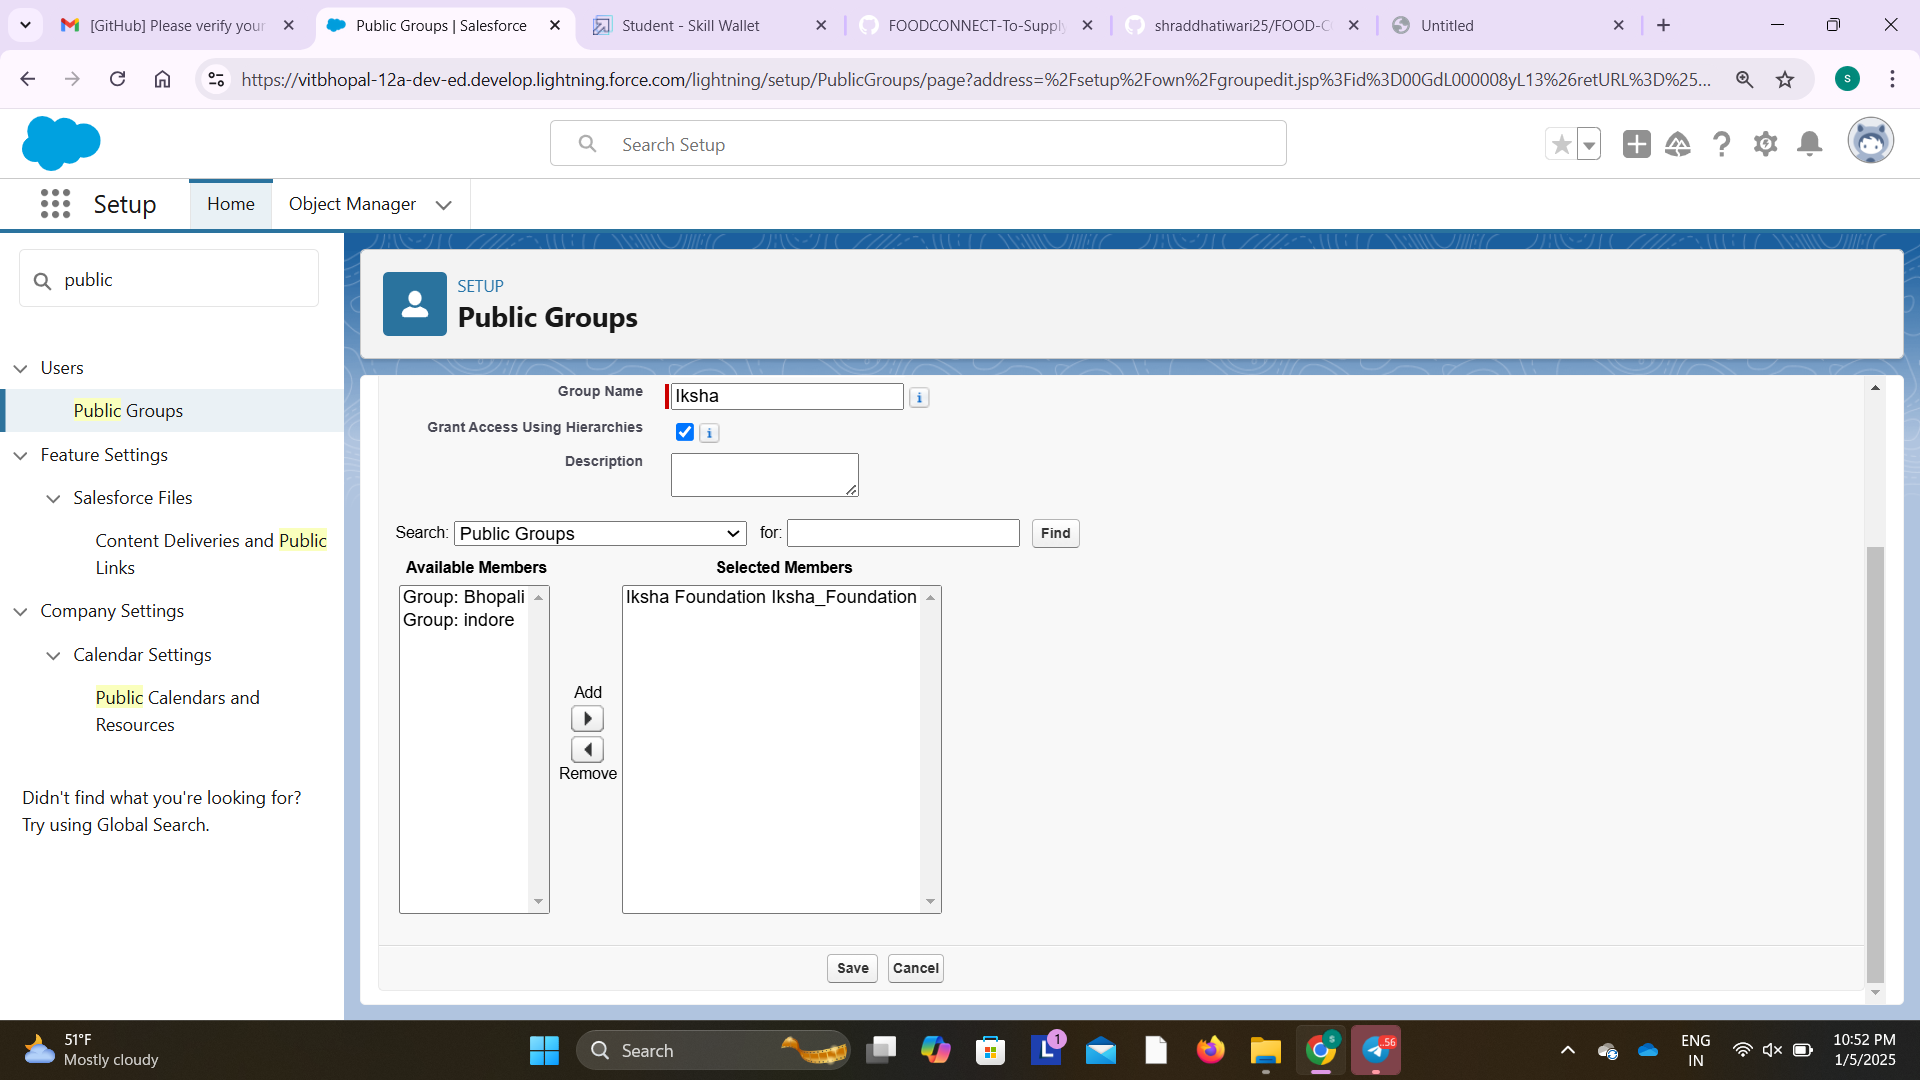 [GitHub] Please verify your
Public Groups | Salesforce
Student - Skill Wallet
FOODCONNECT-To-Supply
shraddhatiwari25/FOOD-C
Untitled
https://vitbhopal-12a-dev-ed.develop.lightning.force.com/lightning/setup/PublicGroups/page?address=%2Fsetup%2Fown%2Fgroupedit.jsp%3Fid%3D00GdL000008yL13%26retURL%3D%25...
S
Search Setup
Setup
Home
Object Manager
public
Users
Public Groups
Feature Settings
Salesforce Files
Content Deliveries and Public
Links
Company Settings
Calendar Settings
Public Calendars and
Resources
Didn't find what you're looking for?
Try using Global Search.
SETUP
Public Groups
Group Name
Iksha
i
Grant Access Using Hierarchies
i
Description
Search:
Public Groups
for:
Find
Available Members
Selected Members
Group: Bhopali
Group: indore
Iksha Foundation Iksha_Foundation
Add
Remove
Save
Cancel
51°F
Mostly cloudy
Search
L
1
S
..56
ENG
IN
10:52 PM
1/5/2025